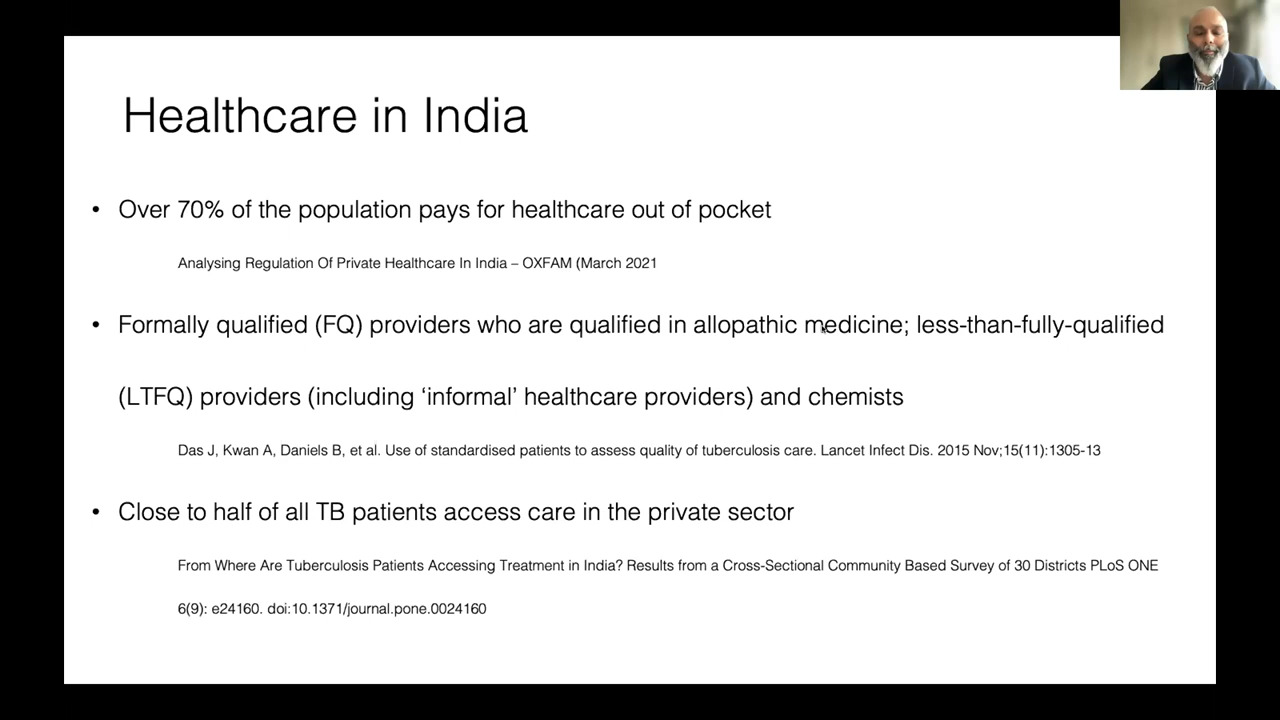 Healthcare in India
• Over 70% of the population pays for healthcare out of pocket
Analysing Regulation Of Private Healthcare In India – OXFAM (March 2021
• Formally qualified (FQ) providers who are qualified in allopathic medicine; less-than-fully-qualified
(LTFQ) providers (including ‘informal’ healthcare providers) and chemists
Das J, Kwan A, Daniels B, et al. Use of standardised patients to assess quality of tuberculosis care. Lancet Infect Dis. 2015 Nov;15(11):1305-13
• Close to half of all TB patients access care in the private sector
From Where Are Tuberculosis Patients Accessing Treatment in India? Results from a Cross-Sectional Community Based Survey of 30 Districts PLoS ONE
6(9): e24160. doi:10.1371/journal.pone.0024160